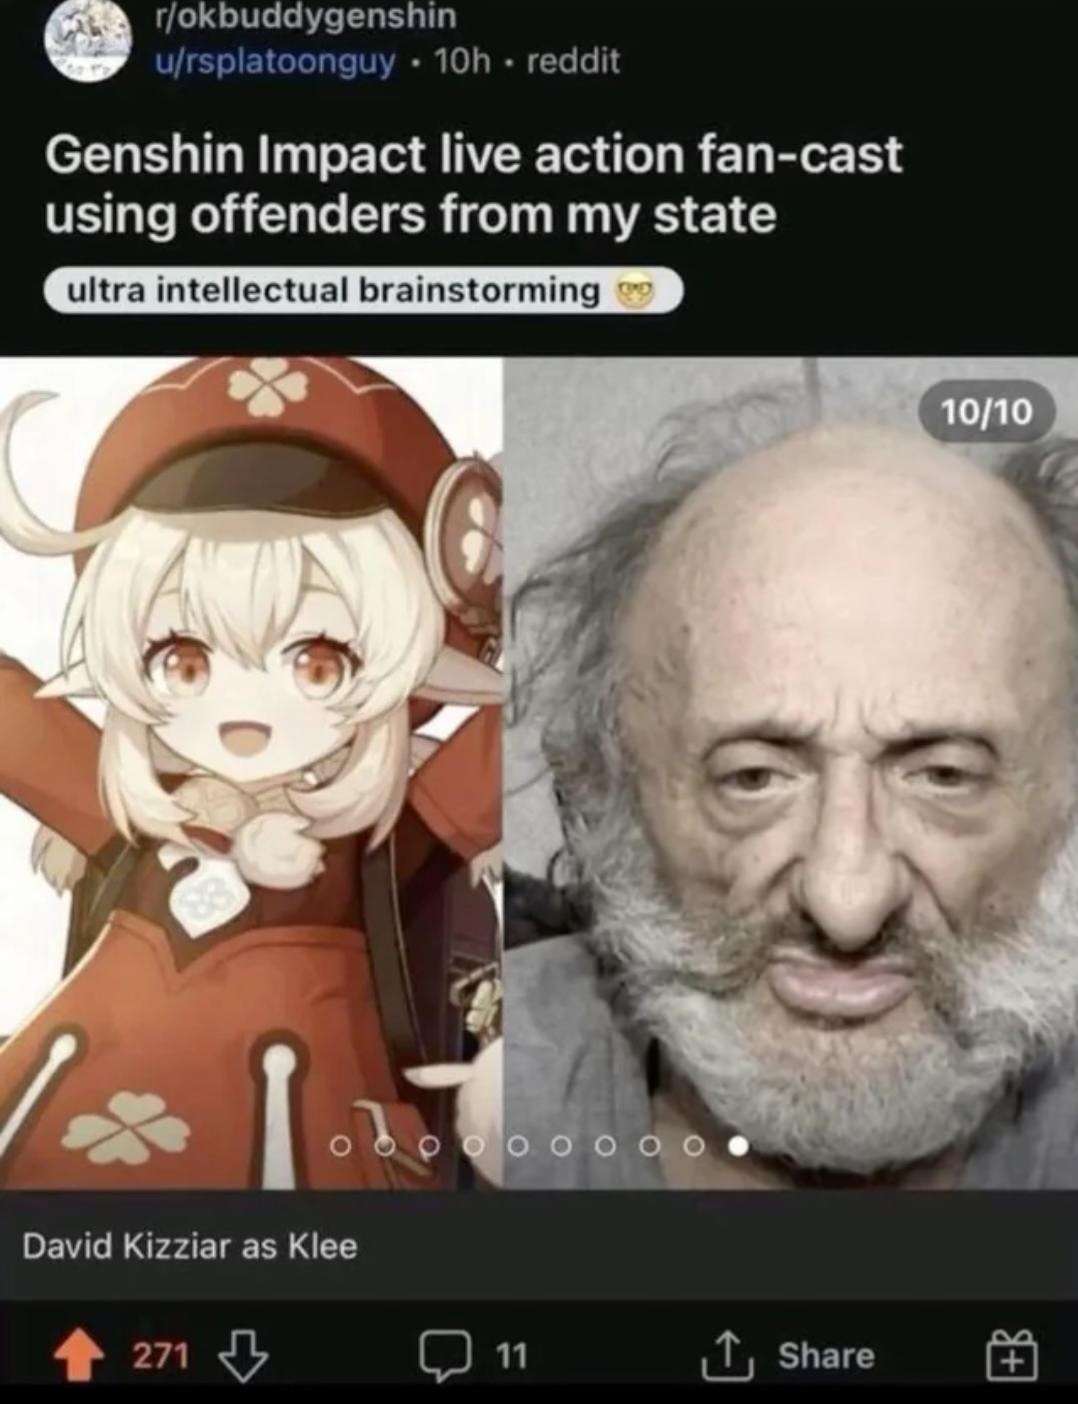 r/okbuddygenshin
u/rsplatoonguy • 10h • reddit
Genshin Impact live action fan-cast
using offenders from my state
ultra intellectual brainstorming 🤓
10/10
David Kizziar as Klee
271
11
Share